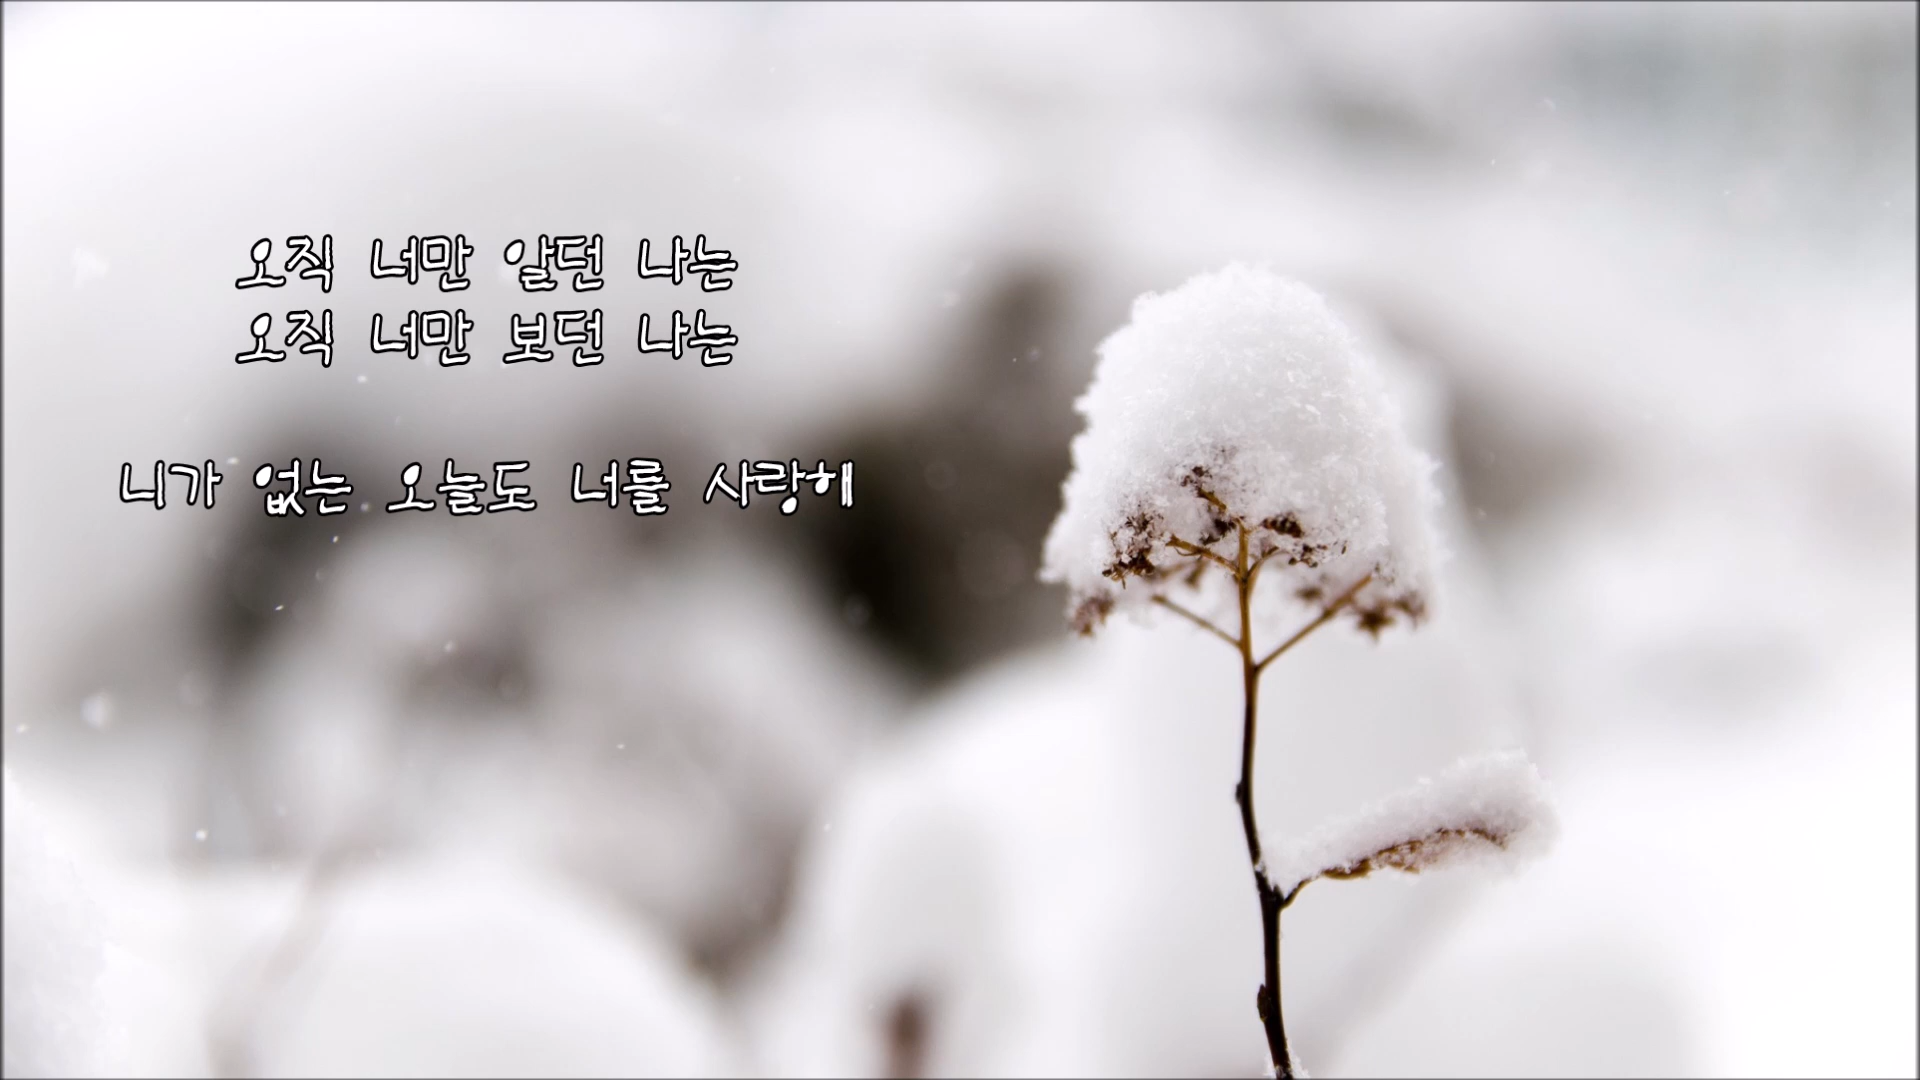 오직 너만 알던 나는
오직 너만 보던 나는
니가 없는 오늘도 너를 사랑해